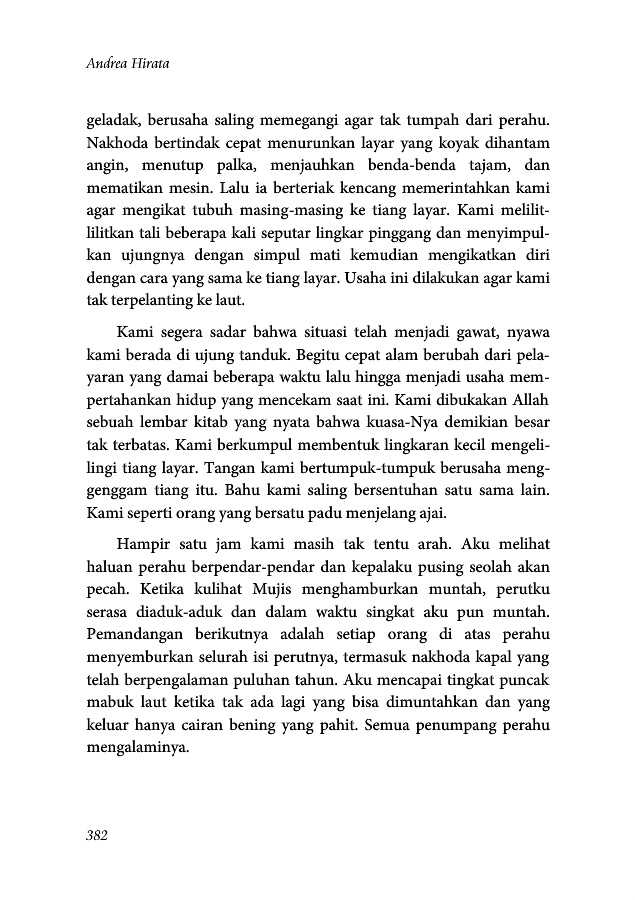 Andrea Hirata
geladak, berusaha saling memegangi agar tak tumpah dari perahu.
Nakhoda bertindak cepat menurunkan layar yang koyak dihantam
angin, menutup palka, menjauhkan benda-benda tajam, dan
mematikan mesin. Lalu ia berteriak kencang memerintahkan kami
agar mengikat tubuh masing-masing ke tiang layar. Kami melilit-
lilitkan tali beberapa kali seputar lingkar pinggang dan menyimpul-
kan ujungnya dengan simpul mati kemudian mengikatkan diri
dengan cara yang sama ke tiang layar. Usaha ini dilakukan agar kami
tak terpelanting ke laut.
Kami segera sadar bahwa situasi telah menjadi gawat, nyawa
kami berada di ujung tanduk. Begitu cepat alam berubah dari pela-
yaran yang damai beberapa waktu lalu hingga menjadi usaha mem-
pertahankan hidup yang mencekam saat ini. Kami dibukakan Allah
sebuah lembar kitab yang nyata bahwa kuasa-Nya demikian besar
tak terbatas. Kami berkumpul membentuk lingkaran kecil mengeli-
lingi tiang layar. Tangan kami bertumpuk-tumpuk berusaha meng-
genggam tiang itu. Bahu kami saling bersentuhan satu sama lain.
Kami seperti orang yang bersatu padu menjelang ajai.
Hampir satu jam kami masih tak tentu arah. Aku melihat
haluan perahu berpendar-pendar dan kepalaku pusing seolah akan
pecah. Ketika kulihat Mujis menghamburkan muntah, perutku
serasa diaduk-aduk dan dalam waktu singkat aku pun muntah.
Pemandangan berikutnya adalah setiap orang di atas perahu
menyemburkan selurah isi perutnya, termasuk nakhoda kapal yang
telah berpengalaman puluhan tahun. Aku mencapai tingkat puncak
mabuk laut ketika tak ada lagi yang bisa dimuntahkan dan yang
keluar hanya cairan bening yang pahit. Semua penumpang perahu
mengalaminya.
382